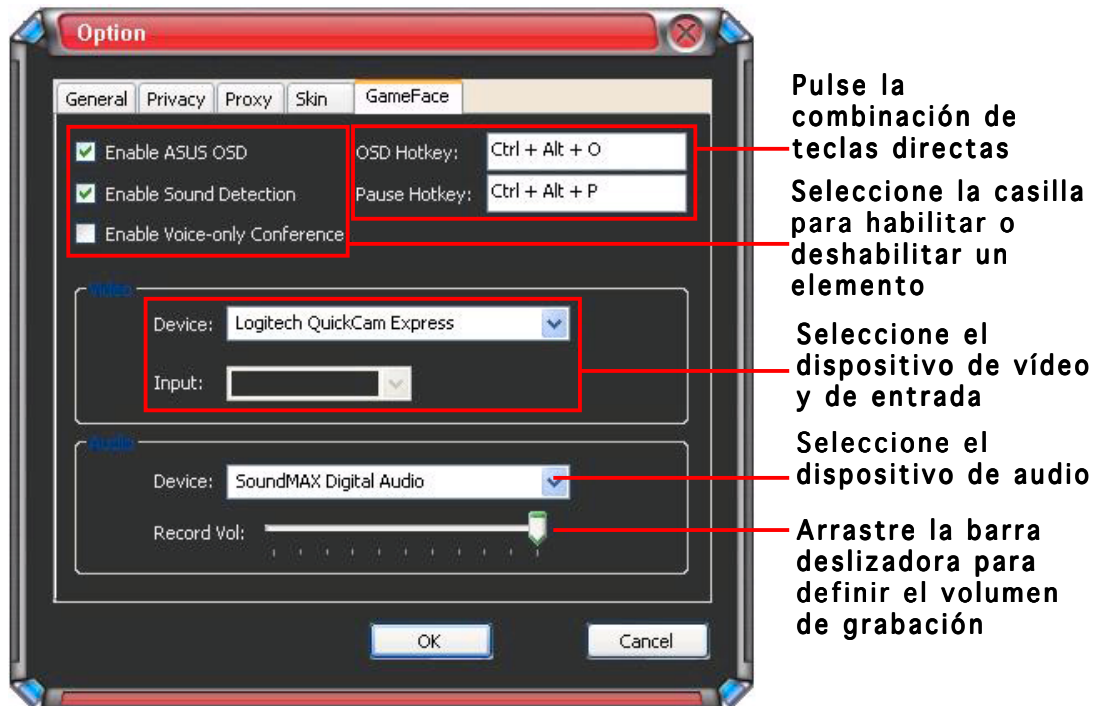 Option
General Privacy Proxy Skin GameFace
Enable ASUS OSD
Enable Sound Detection
Enable Voice-only Conference
OSD Hotkey: Ctrl + Alt + O
Pause Hotkey: Ctrl + Alt + P
Video
Device: Logitech QuickCam Express
Input:
Audio
Device: SoundMAX Digital Audio
Record Vol:
OK Cancel
Pulse la
combinación de
teclas directas
Seleccione la casilla
para habilitar o
deshabilitar un
elemento
Seleccione el
dispositivo de vídeo
y de entrada
Seleccione el
dispositivo de audio
Arrastre la barra
deslizadora para
definir el volumen
de grabación